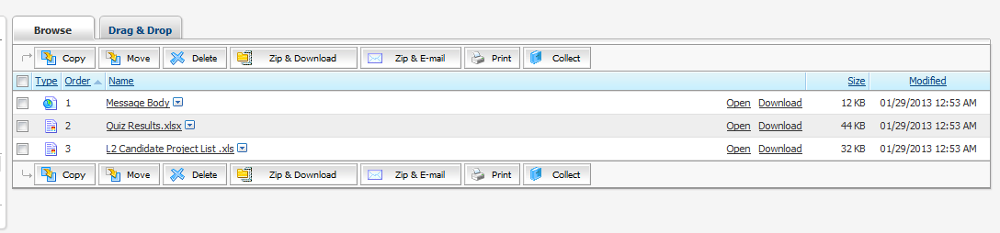 Browse Drag & Drop
Copy Move Delete Zip & Download Zip & E-mail Print Collect
Type Order Name Size Modified
1 Message Body Open Download 12 KB 01/29/2013 12:53 AM
2 Quiz Results.xlsx Open Download 44 KB 01/29/2013 12:53 AM
3 L2 Candidate Project List .xls Open Download 32 KB 01/29/2013 12:53 AM
Copy Move Delete Zip & Download Zip & E-mail Print Collect